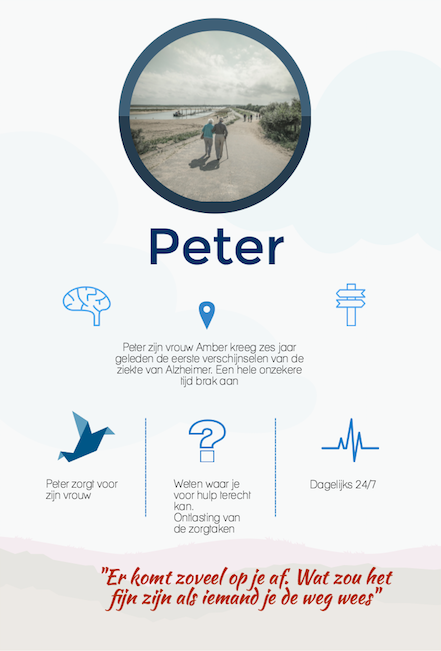 Peter
Peter zijn vrouw Amber kreeg zes jaar
geleden de eerste verschijnselen van de
ziekte van Alzheimer. Een hele onzekere
tijd brak aan
Peter zorgt voor
zijn vrouw
Weten waar je
voor hulp terecht
kan.
Ontlasting van
de zorgtaken
Dagelijks 24/7
"Er komt zoveel op je af. Wat zou het
fijn zijn als iemand je de weg wees"